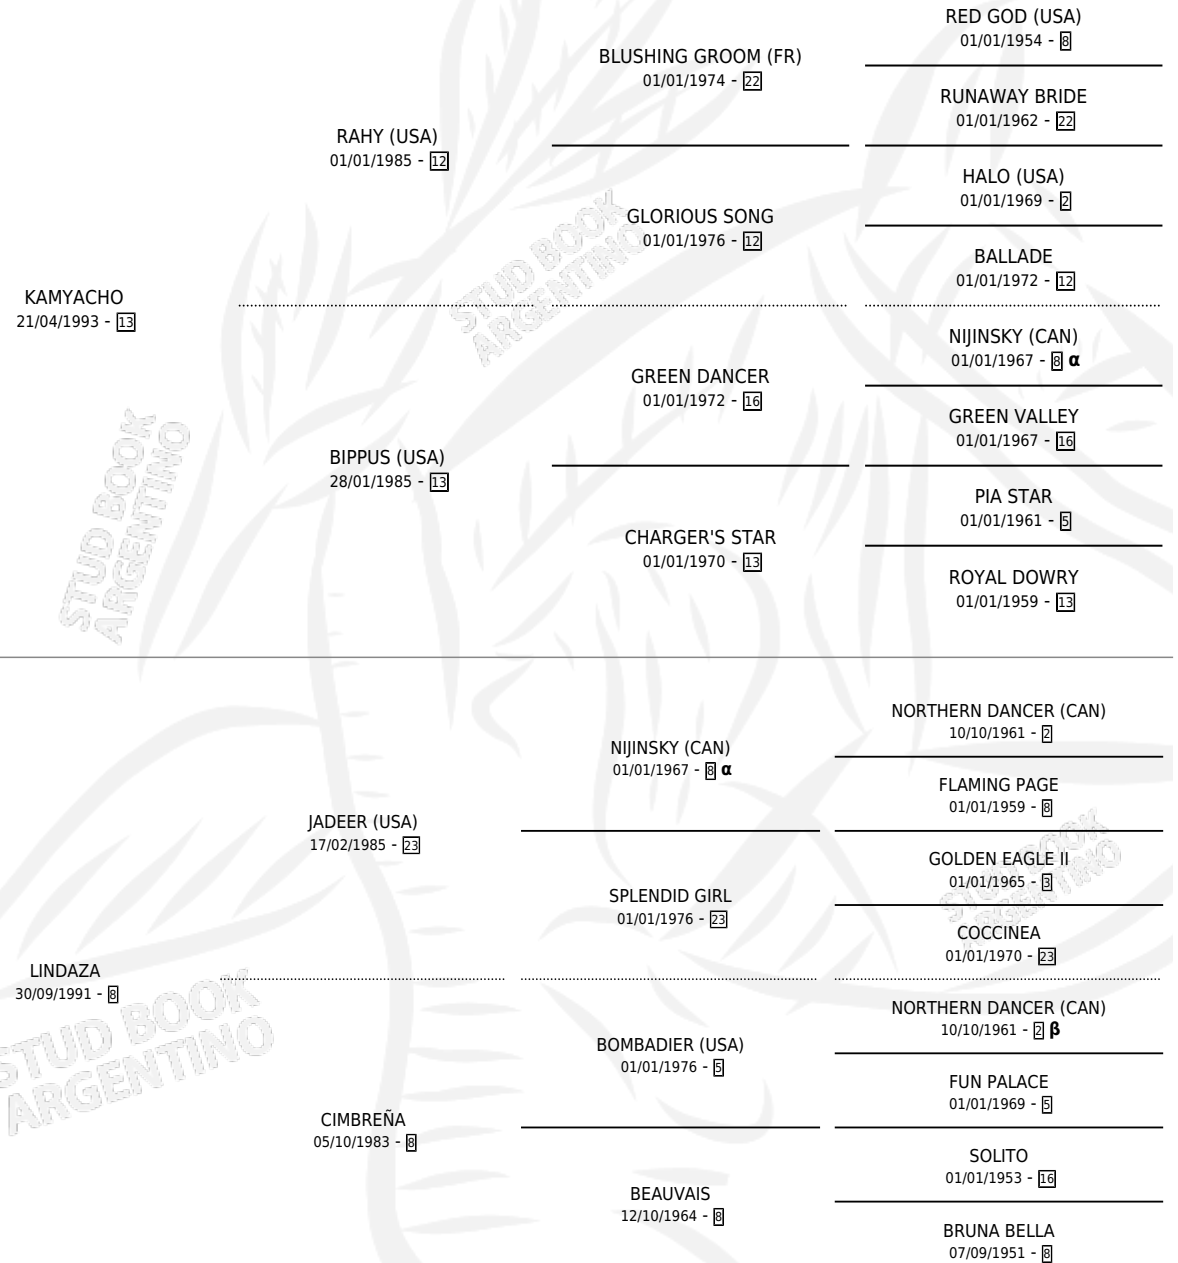 RED GOD (USA)
01/01/1954 - 8
BLUSHING GROOM (FR)
01/01/1974 - 22
RUNAWAY BRIDE
01/01/1962 - 22
RAHY (USA)
01/01/1985 - 12
HALO (USA)
01/01/1969 - 2
GLORIOUS SONG
01/01/1976 - 12
BALLADE
01/01/1972 - 12
KAMYACHO
21/04/1993 - 13
NIJINSKY (CAN)
01/01/1967 - 8 α
GREEN DANCER
01/01/1972 - 16
GREEN VALLEY
01/01/1967 - 16
BIPPUS (USA)
28/01/1985 - 13
PIA STAR
01/01/1961 - 5
CHARGER'S STAR
01/01/1970 - 13
ROYAL DOWRY
01/01/1959 - 13
NORTHERN DANCER (CAN)
10/10/1961 - 2
NIJINSKY (CAN)
01/01/1967 - 8 α
FLAMING PAGE
01/01/1959 - 8
JADEER (USA)
17/02/1985 - 23
GOLDEN EAGLE II
01/01/1965 - 3
SPLENDID GIRL
01/01/1976 - 23
COCCINEA
01/01/1970 - 23
LINDAZA
30/09/1991 - 8
NORTHERN DANCER (CAN)
10/10/1961 - 2 β
BOMBADIER (USA)
01/01/1976 - 5
FUN PALACE
01/01/1969 - 5
CIMBREÑA
05/10/1983 - 8
SOLITO
01/01/1953 - 16
BEAUVAIS
12/10/1964 - 8
BRUNA BELLA
07/09/1951 - 8
STUD BOOK
ARGENTINO
STUD BOOK
ARGENTINO
STUD BOOK
ARGENTINO
STUD BOOK
ARGENTINO